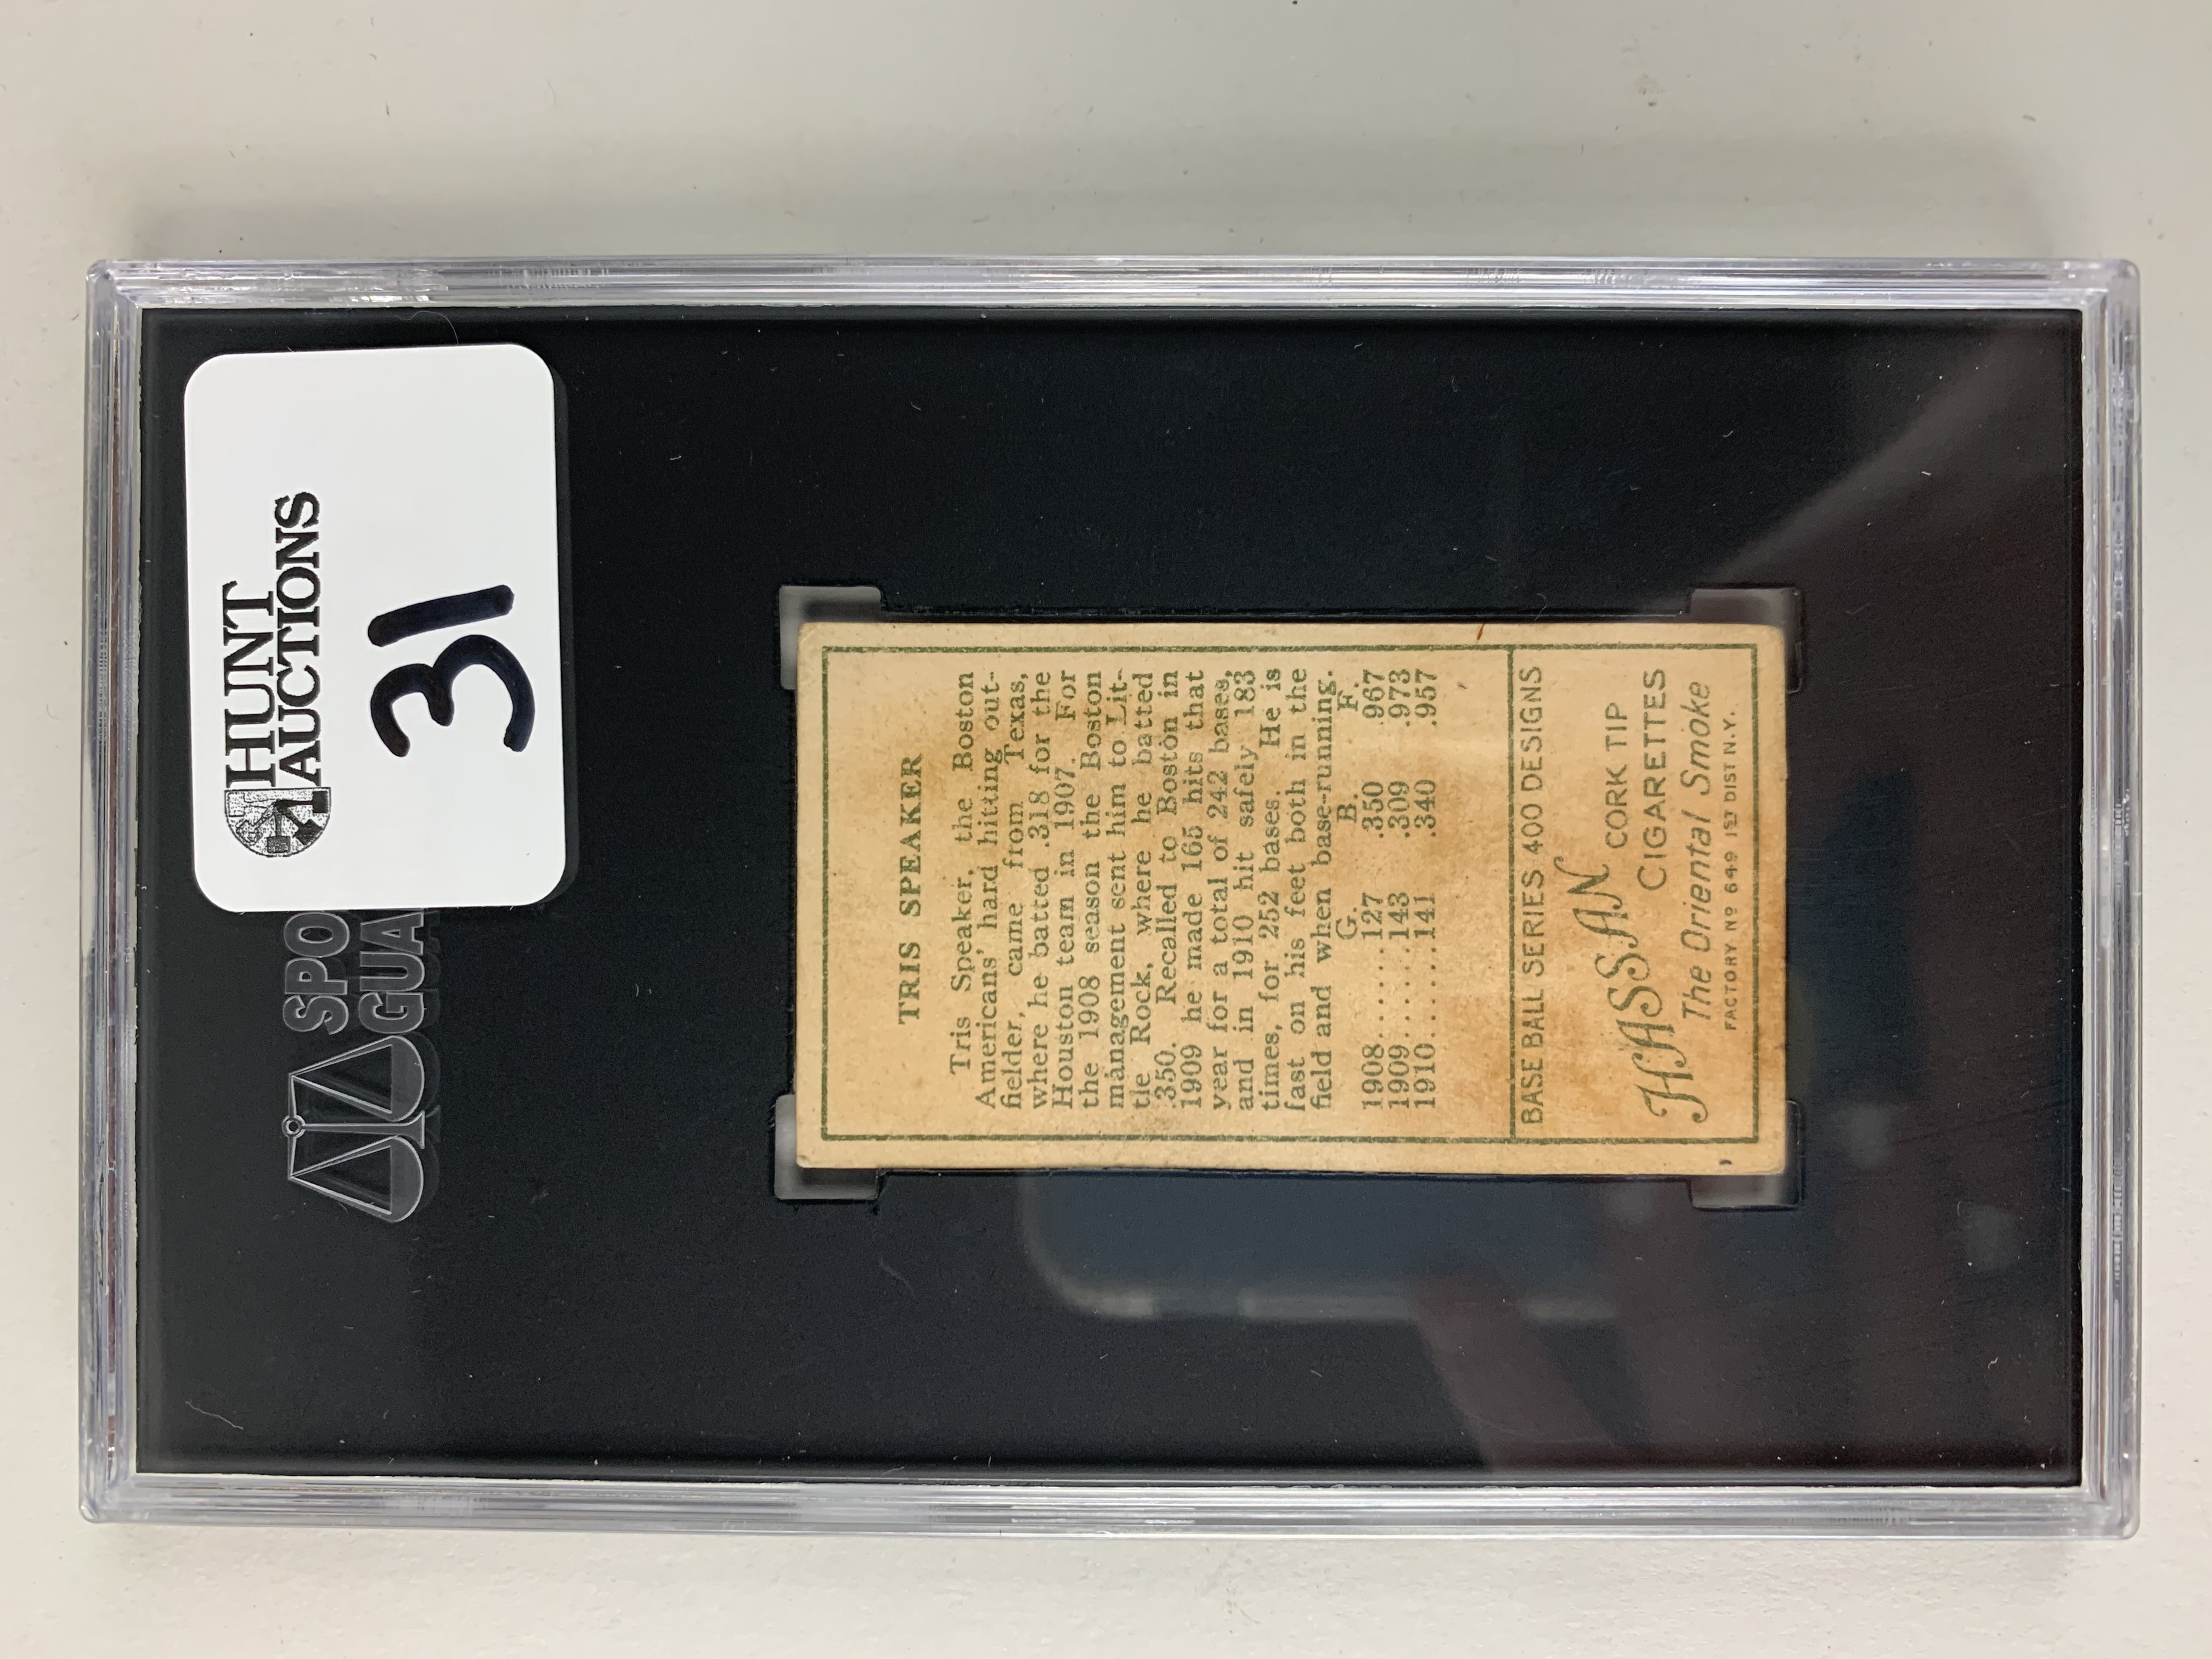 HUNT
AUCTIONS
31
SPO
GUA
TRIS SPEAKER
Tris Speaker, the Boston
Americans' hard hitting out-
fielder, came from Texas,
where he batted .318 for the
Houston team in 1907. For
the 1908 season the Boston
management sent him to Lit-
tle Rock, where he batted
.350. Recalled to Boston in
1909 he made 165 hits that
year for a total of 242 bases,
and in 1910 hit safely 183
times, for 252 bases. He is
fast on his feet both in the
field and when base-running.
G. B. F.
1908........127 .350 .967
1909........143 .309 .973
1910........141 .340 .957
BASE BALL SERIES 400 DESIGNS
HASSAN CORK TIP
CIGARETTES
The Oriental Smoke
FACTORY Nº 649 1ST DIST N.Y.